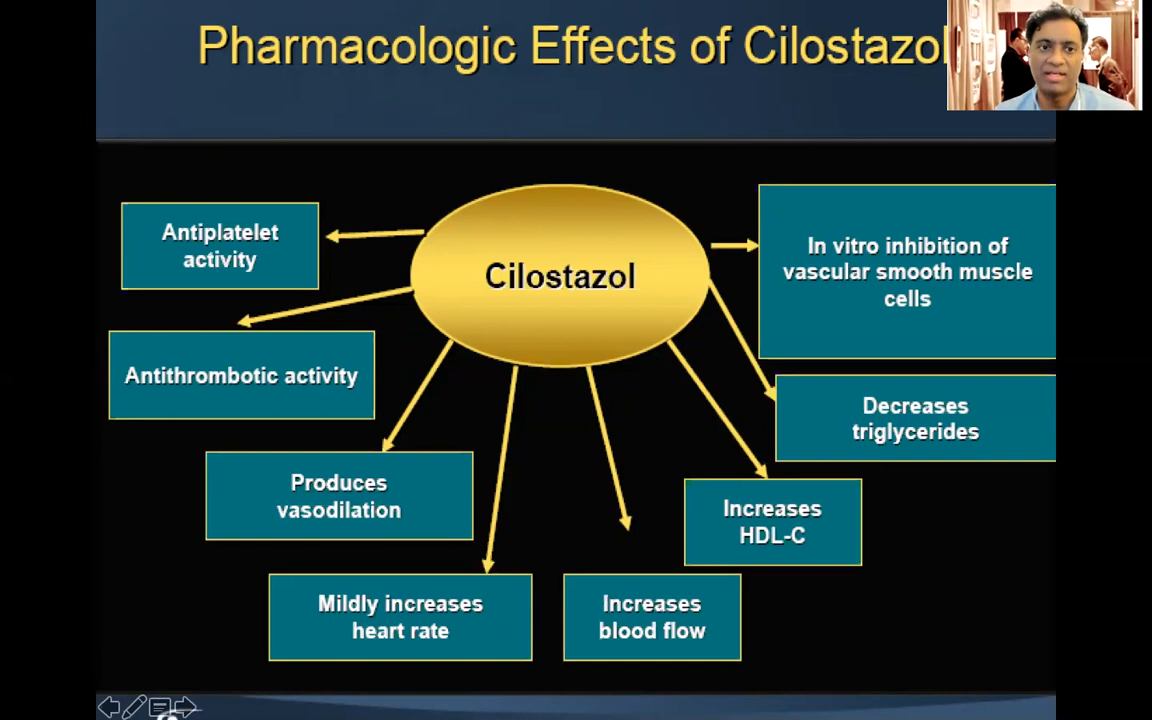 Pharmacologic Effects of Cilostazol
Cilostazol
Antiplatelet
activity
Antithrombotic activity
Produces
vasodilation
Mildly increases
heart rate
Increases
blood flow
Increases
HDL-C
Decreases
triglycerides
In vitro inhibition of
vascular smooth muscle
cells